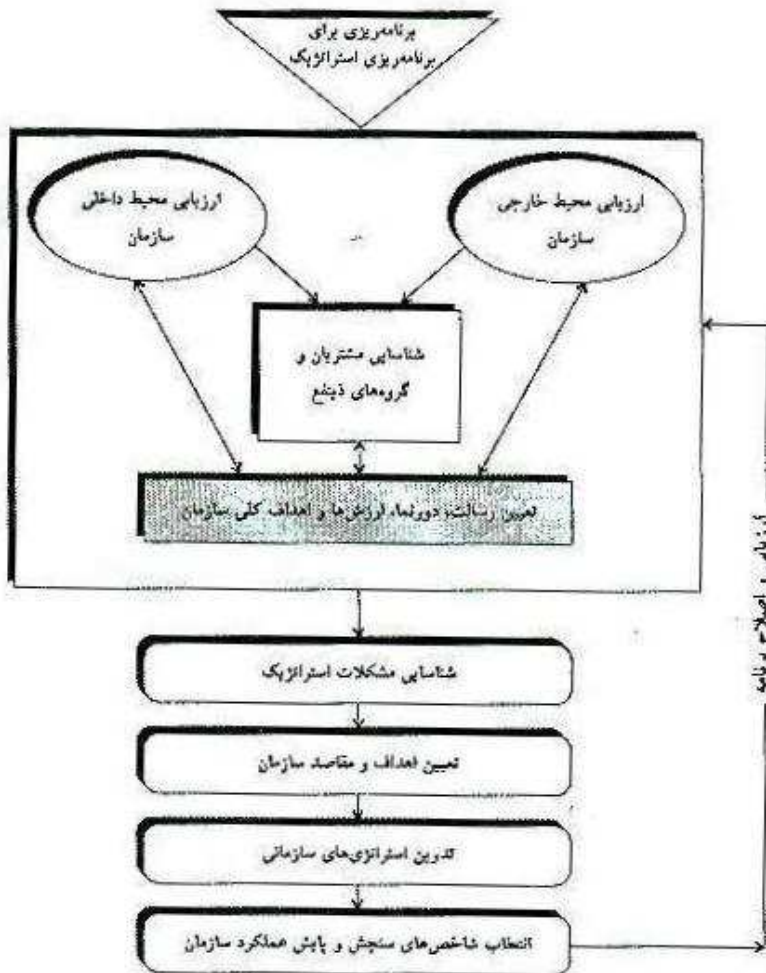 برنامه‌ریزی برای
برنامه‌ریزی استراتژیک
ارزیابی محیط خارجی
سازمان
ارزیابی محیط داخلی
سازمان
شناسایی مشتریان و
گروه‌های ذینفع
تعیین رسالت، دورنما، ارزش‌ها و اهداف کلی سازمان
شناسایی مشکلات استراتژیک
تعیین اهداف و مقاصد سازمان
تدوین استراتژی‌های سازمانی
انتخاب شاخص‌های سنجش و پایش عملکرد سازمان
ارزیابی و اصلاح برنامه